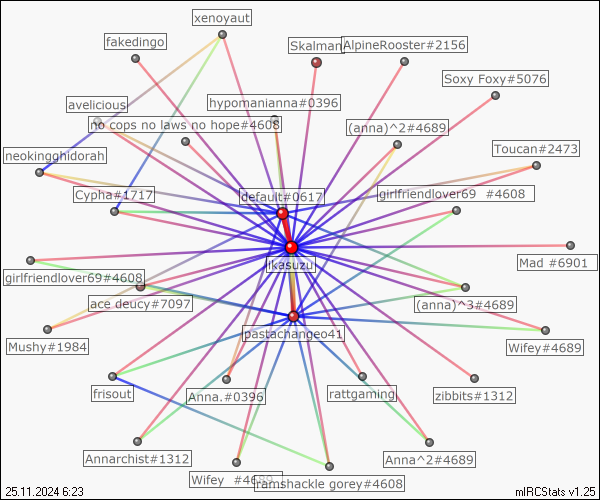 xenoyaut
fakedingo
Skalman
AlpineRooster#2156
Soxy Foxy#5076
avelicious
hypomanianna#0396
no cops no laws no hope#4608
(anna)^2#4689
neokingghidorah
Toucan#2473
Cypha#1717
default#0617
girlfriendlover69 #4608
ikasuzu
Mad #6901
girlfriendlover69#4608
ace deucy#7097
(anna)^3#4689
pastachangeo41
Mushy#1984
Wifey#4689
frisout
Anna.#0396
rattgaming
zibbits#1312
Annarchist#1312
Anna^2#4689
Wifey #4689
ramshackle gorey#4608
25.11.2024 6:23
mIRCStats v1.25